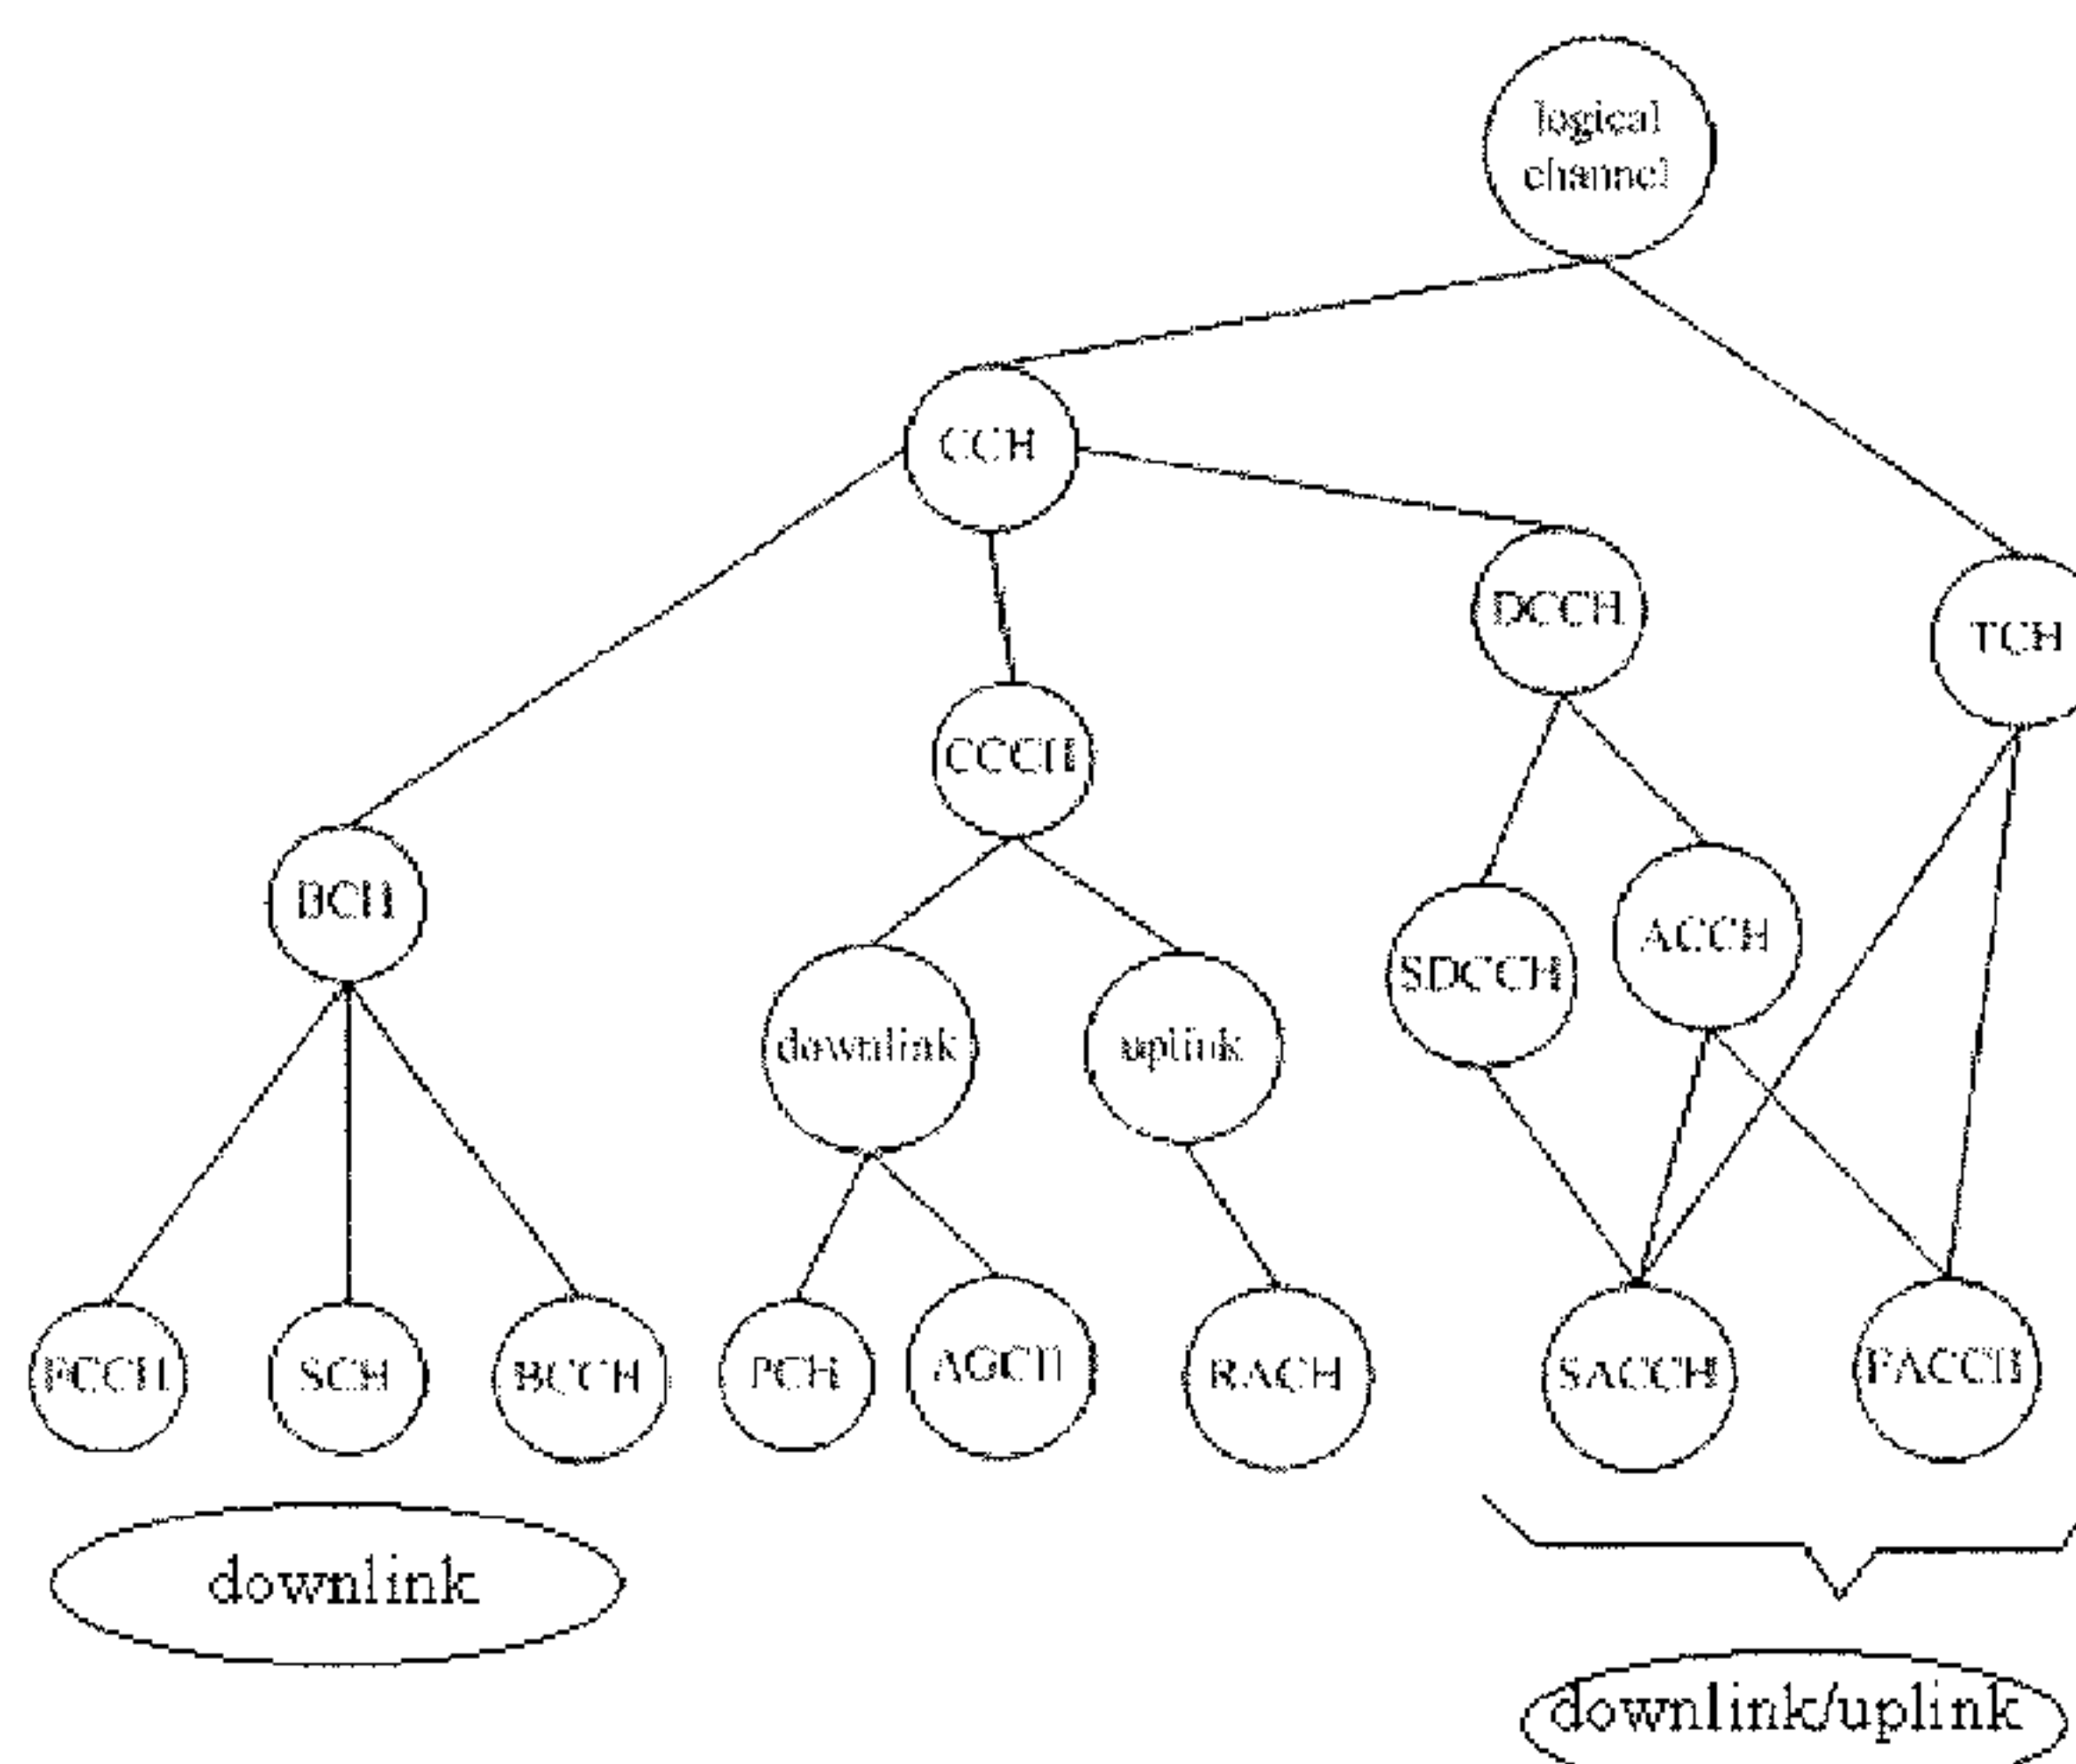 logical
channel
CCH
DCCH
TCH
CCCH
BCH
ACCH
SDCCH
downlink
uplink
FCCH
SCH
BCCH
PCH
AGCH
RACH
SACCH
FACCH
downlink
downlink/uplink